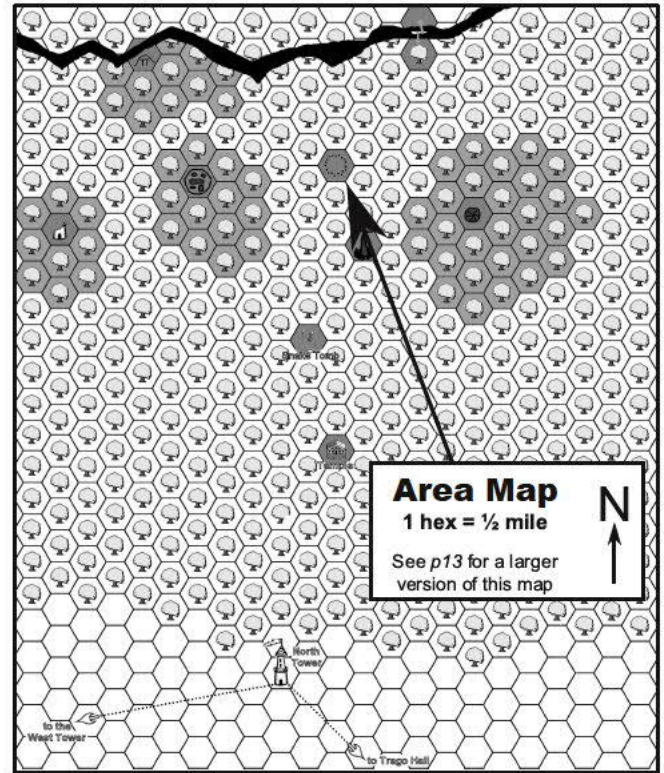 Snake Tomb
Temple
Area Map
1 hex = ½ mile
See p13 for a larger
version of this map
N
North
Tower
to the
West Tower
to Trago Hall